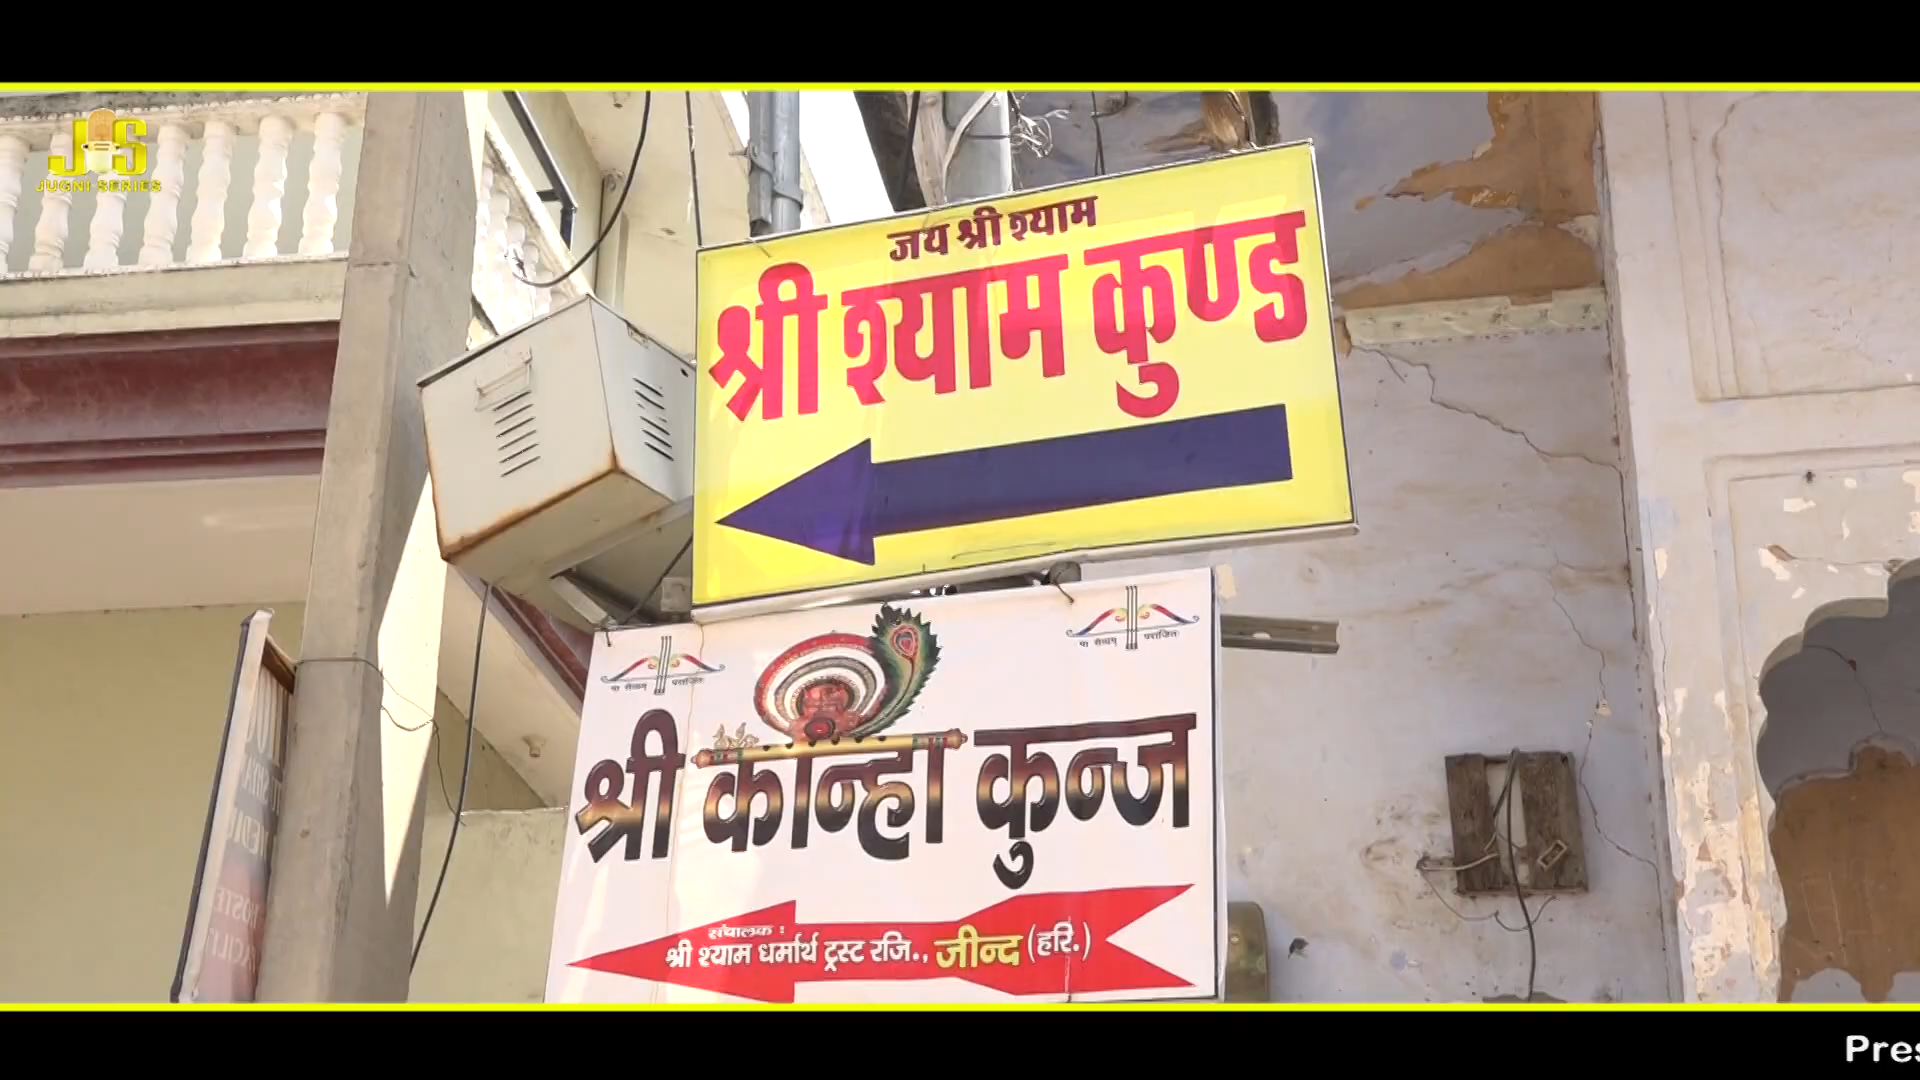 JS
JUGNI SERIES
जय श्री श्याम
श्री श्याम कुण्ड
श्री कान्हा कुन्ज
संचालक :
श्री श्याम धर्मार्थ ट्रस्ट रजि., जीन्द (हरि.)
Pres